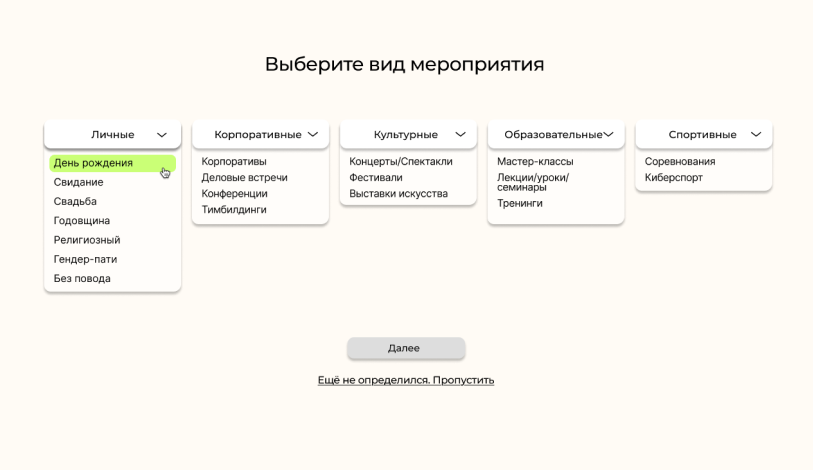 Выберите вид мероприятия
Личные
День рождения
Свидание
Свадьба
Годовщина
Религиозный
Гендер-пати
Без повода
Корпоративные
Корпоративы
Деловые встречи
Конференции
Тимбилдинги
Культурные
Концерты/Спектакли
Фестивали
Выставки искусства
Образовательные
Мастер-классы
Лекции/уроки/
семинары
Тренинги
Спортивные
Соревнования
Киберспорт
Далее
Ещё не определился. Пропустить